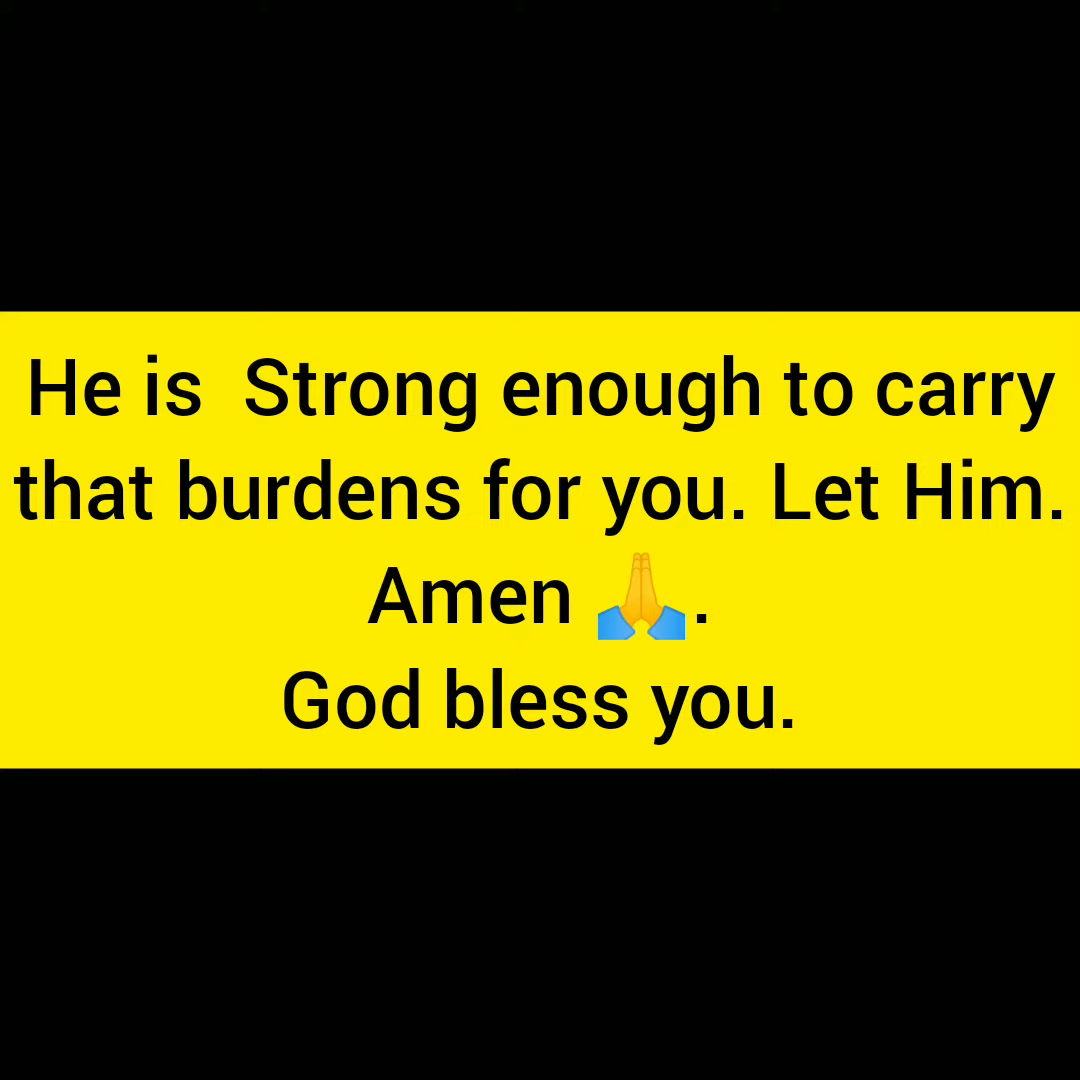 He is  Strong enough to carry
that burdens for you. Let Him.
Amen 🙏.
God bless you.